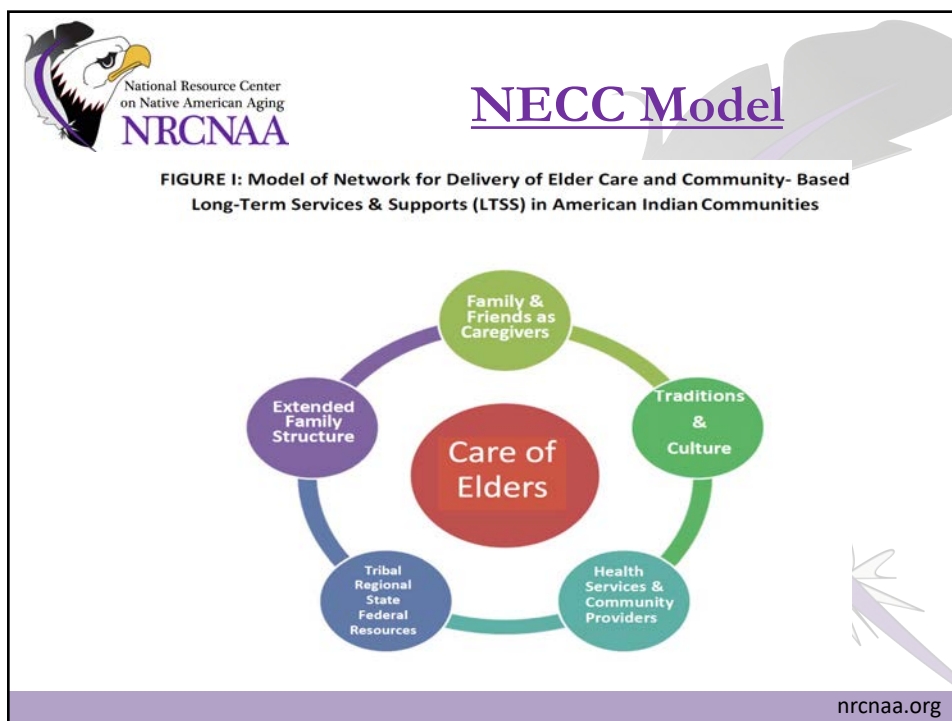 National Resource Center
on Native American Aging
NRCNAA
NECC Model
FIGURE I: Model of Network for Delivery of Elder Care and Community- Based
Long-Term Services & Supports (LTSS) in American Indian Communities
Family &
Friends as
Caregivers
Traditions
&
Culture
Health
Services &
Community
Providers
Tribal
Regional
State
Federal
Resources
Extended
Family
Structure
Care of
Elders
nrcnaa.org